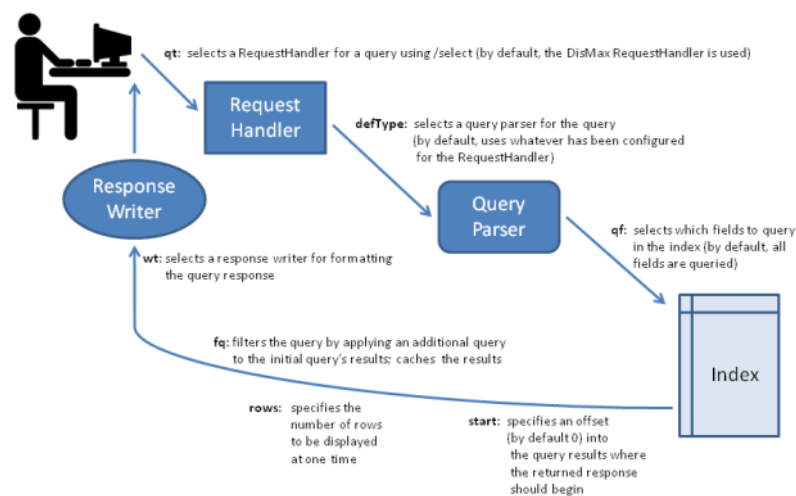 qt: selects a RequestHandler for a query using /select (by default, the DisMax RequestHandler is used)
Request
Handler
defType: selects a query parser for the query
(by default, uses whatever has been configured
for the RequestHandler)
Response
Writer
Query
Parser
qf: selects which fields to query
in the index (by default, all
fields are queried)
wt: selects a response writer for formatting
the query response
fq: filters the query by applying an additional query
to the initial query's results; caches the results
Index
rows: specifies the
number of rows
to be displayed
at one time
start: specifies an offset
(by default 0) into
the query results where
the returned response
should begin